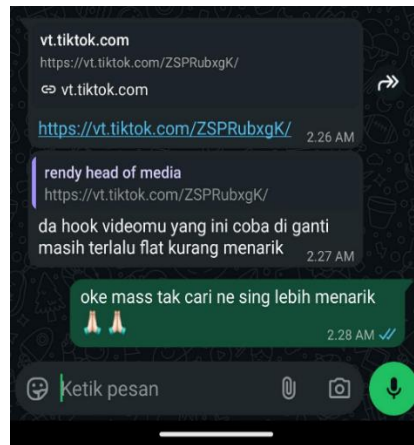 vt.tiktok.com
https://vt.tiktok.com/ZSPRubxgK/
vt.tiktok.com
https://vt.tiktok.com/ZSPRubxgK/ 2.26 AM
rendy head of media
https://vt.tiktok.com/ZSPRubxgK/
da hook videomu yang ini coba di ganti
masih terlalu flat kurang menarik 2.27 AM
oke mass tak cari ne sing lebih menarik
🙏🏻 🙏🏻
2.28 AM
Ketik pesan